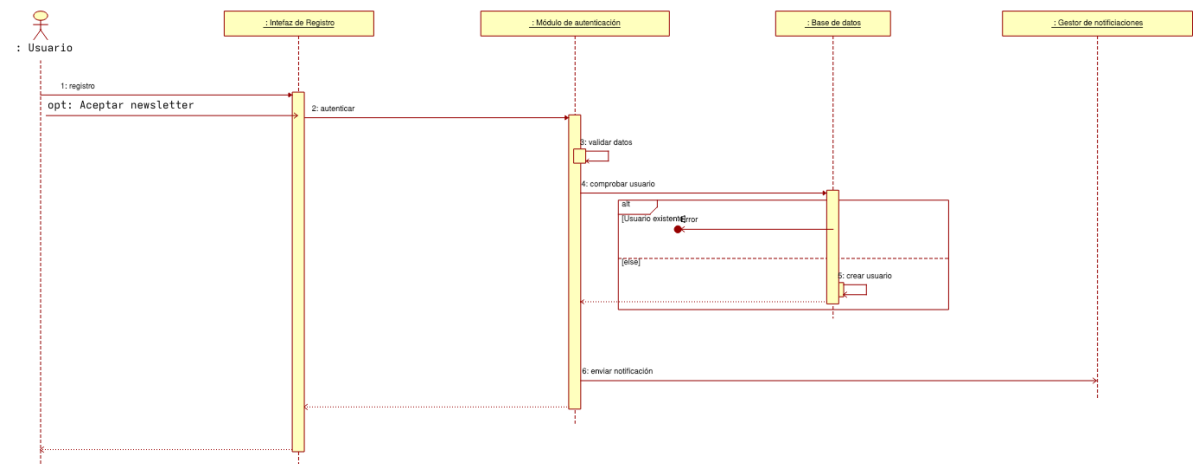 : Intefaz de Registro
: Módulo de autenticación
: Base de datos
: Gestor de notificiaciones
: Usuario
1: registro
opt: Aceptar newsletter
2: autenticar
3: validar datos
4: comprobar usuario
alt
[Usuario existente]
Error
[else]
5: crear usuario
6: enviar notificación